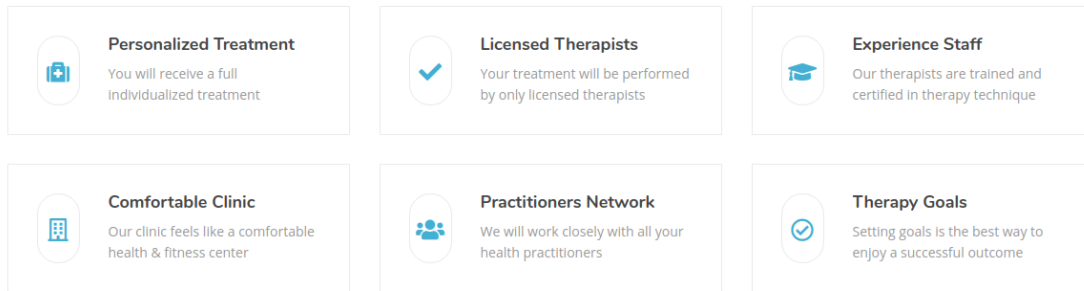 Personalized Treatment
You will receive a full
individualized treatment
Licensed Therapists
Your treatment will be performed
by only licensed therapists
Experience Staff
Our therapists are trained and
certified in therapy technique
Comfortable Clinic
Our clinic feels like a comfortable
health & fitness center
Practitioners Network
We will work closely with all your
health practitioners
Therapy Goals
Setting goals is the best way to
enjoy a successful outcome